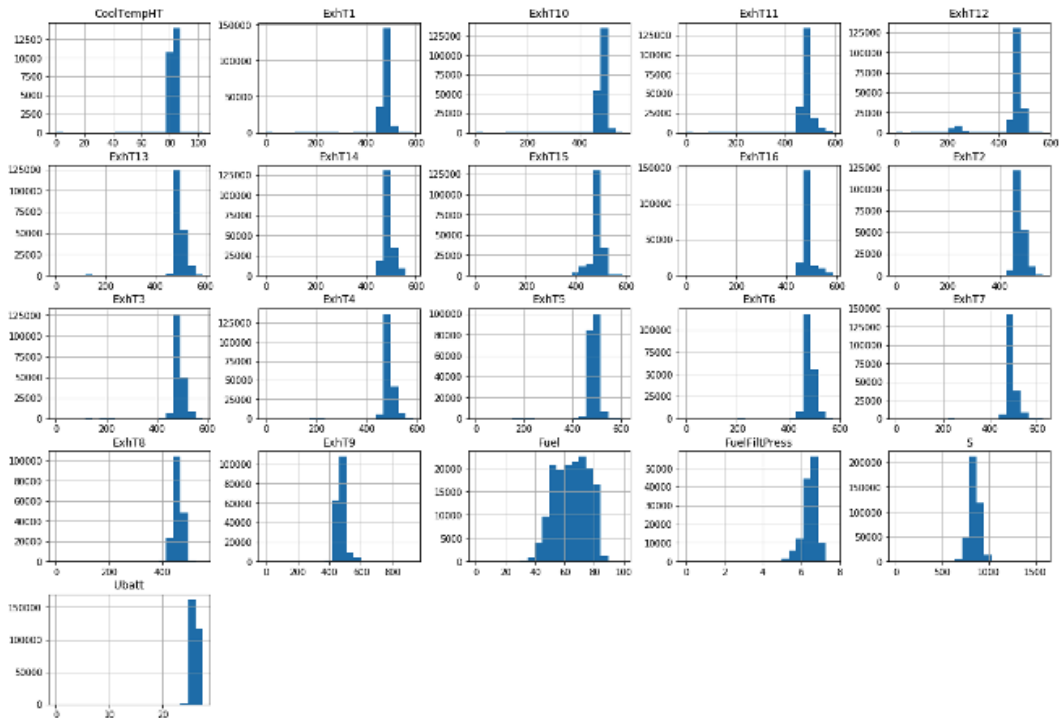 CoolTempHT ExhT1 ExhT10 ExhT11 ExhT12
12500 10000 7500 5000 2500 0
150000 100000 50000 0
125000 100000 75000 50000 25000 0
125000 100000 75000 50000 25000 0
125000 100000 75000 50000 25000 0
0 20 40 60 80 100
0 200 400 600
0 200 400
0 200 400 600
0 100 200 300 400 500 600
ExhT13 ExhT14 ExhT15 ExhT16 ExhT2
125000 100000 75000 50000 25000 0
125000 100000 75000 50000 25000 0
125000 100000 75000 50000 25000 0
150000 100000 50000 0
125000 100000 75000 50000 25000 0
0 200 400 600
0 200 400 600
0 200 400 600
0 200 400 600
0 200 400
ExhT3 ExhT4 ExhT5 ExhT6 ExhT7
125000 100000 75000 50000 25000 0
125000 100000 75000 50000 25000 0
100000 80000 60000 40000 20000 0
100000 75000 50000 25000 0
150000 125000 100000 75000 50000 25000 0
0 200 400 600
0 200 400 600
0 200 400 600
0 200 400
0 200 400 600
ExhT8 ExhT9 Fuel FuelFiltPress S
100000 80000 60000 40000 20000 0
100000 80000 60000 40000 20000 0
20000 15000 10000 5000 0
50000 40000 30000 20000 10000 0
200000 150000 100000 50000 0
0 200 400
0 200 400 600 800
0 20 40 60 80 100
0 2 4 6 8
0 500 1000 1500
Ubatt
150000 100000 50000 0
0 10 20